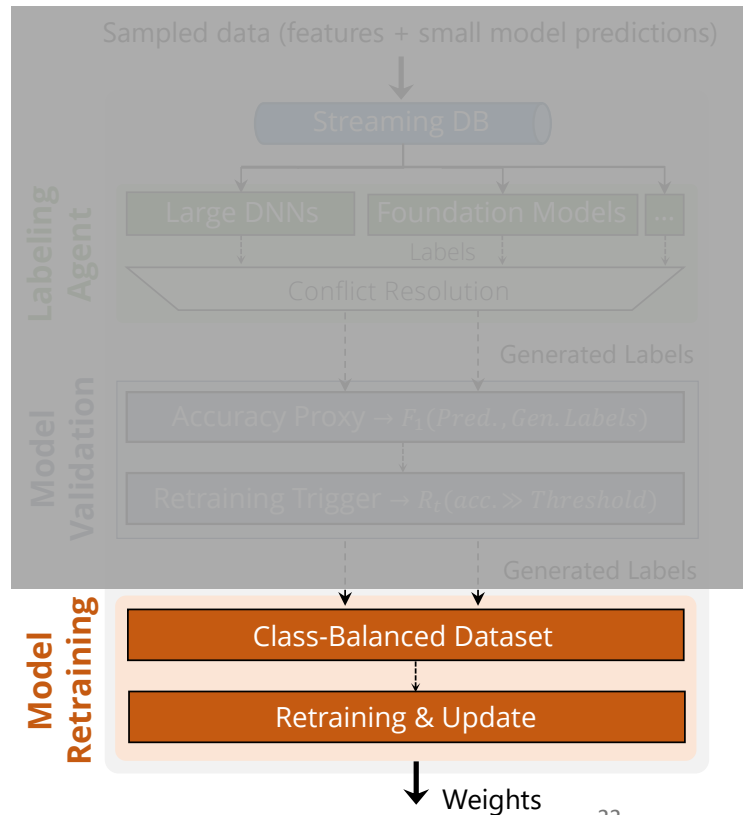 Sampled data (features + small model predictions)
Streaming DB
Labeling
Agent
Large DNNs
Foundation Models
...
Labels
Conflict Resolution
Generated Labels
Model
Validation
Accuracy Proxy → F₁(Pred., Gen. Labels)
Retraining Trigger → Rₜ(acc. ≫ Threshold)
Generated Labels
Model
Retraining
Class-Balanced Dataset
Retraining & Update
Weights